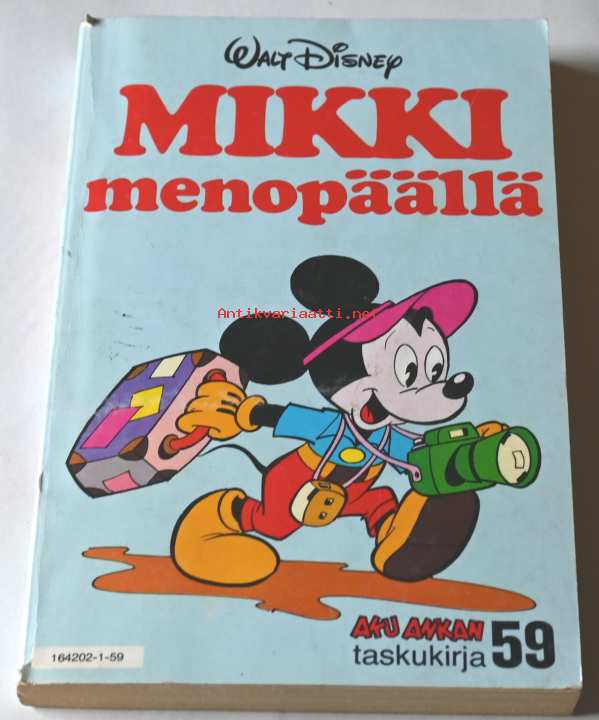 WALT DISNEY
MIKKI
menopäällä
Antikvariaatti.net
AKU ANKAN
taskukirja 59
164202-1-59